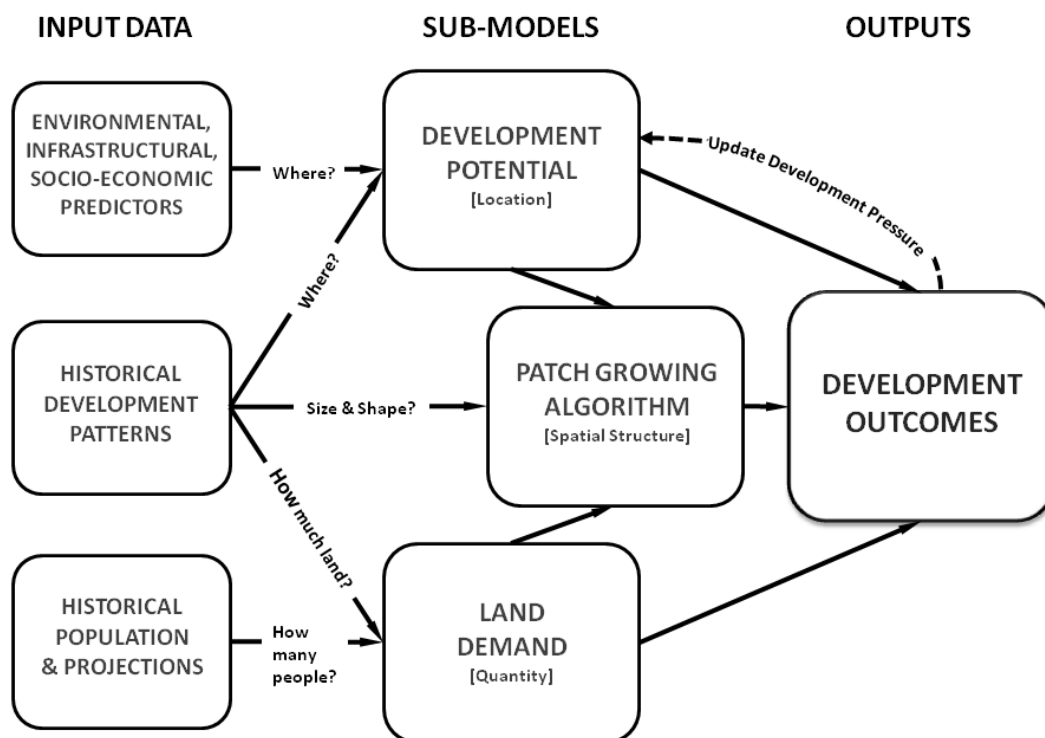 INPUT DATA
SUB-MODELS
OUTPUTS
ENVIRONMENTAL,
INFRASTRUCTURAL,
SOCIO-ECONOMIC
PREDICTORS
Where?
DEVELOPMENT
POTENTIAL
[Location]
Update Development Pressure
Where?
HISTORICAL
DEVELOPMENT
PATTERNS
Size & Shape?
PATCH GROWING
ALGORITHM
[Spatial Structure]
DEVELOPMENT
OUTCOMES
How much land?
HISTORICAL
POPULATION
& PROJECTIONS
How
many
people?
LAND
DEMAND
[Quantity]